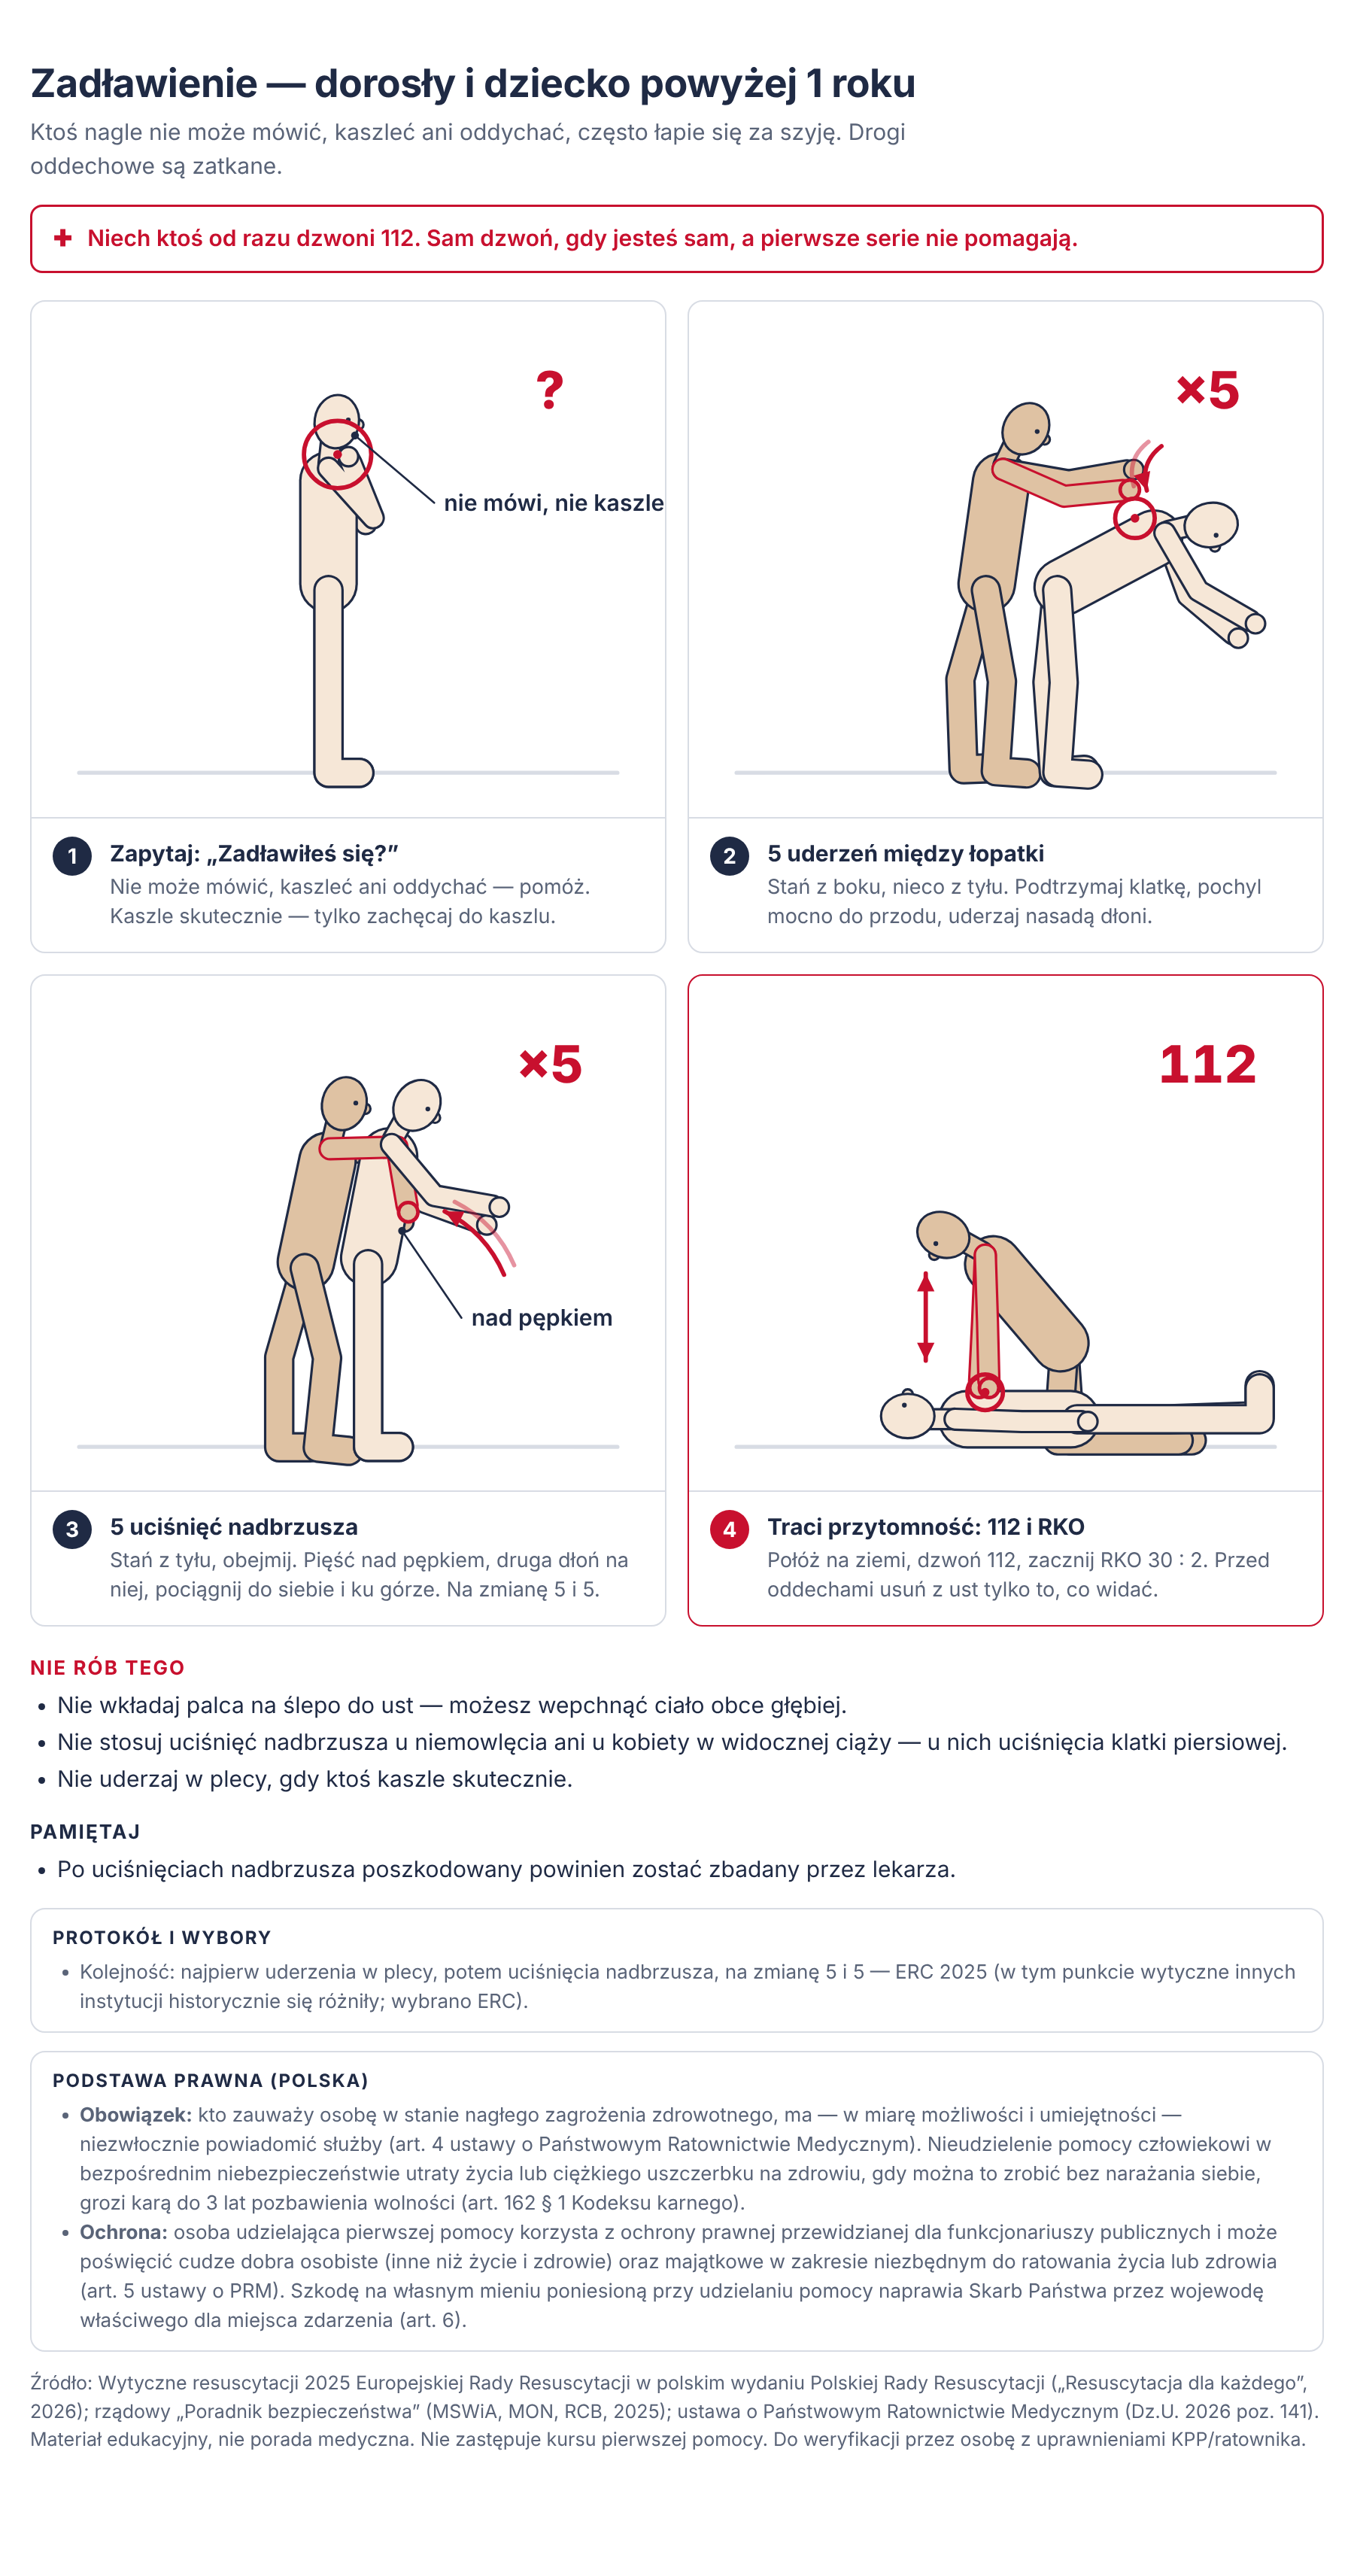 Zadławienie — dorosły i dziecko powyżej 1 roku
Ktoś nagle nie może mówić, kaszleć ani oddychać, często łapie się za szyję. Drogi
oddechowe są zatkane.
✚ Niech ktoś od razu dzwoni 112. Sam dzwoń, gdy jesteś sam, a pierwsze serie nie pomagają.
?
nie mówi, nie kaszle
1 Zapytaj: „Zadławiłeś się?”
Nie może mówić, kaszleć ani oddychać — pomóż.
Kaszle skutecznie — tylko zachęcaj do kaszlu.
×5
2 5 uderzeń między łopatki
Stań z boku, nieco z tyłu. Podtrzymaj klatkę, pochyl
mocno do przodu, uderzaj nasadą dłoni.
×5
nad pępkiem
3 5 uciśnięć nadbrzusza
Stań z tyłu, obejmij. Pięść nad pępkiem, druga dłoń na
niej, pociągnij do siebie i ku górze. Na zmianę 5 i 5.
112
4 Traci przytomność: 112 i RKO
Połóż na ziemi, dzwoń 112, zacznij RKO 30 : 2. Przed
oddechami usuń z ust tylko to, co widać.
NIE RÓB TEGO
• Nie wkładaj palca na ślepo do ust — możesz wepchnąć ciało obce głębiej.
• Nie stosuj uciśnięć nadbrzusza u niemowlęcia ani u kobiety w widocznej ciąży — u nich uciśnięcia klatki piersiowej.
• Nie uderzaj w plecy, gdy ktoś kaszle skutecznie.
PAMIĘTAJ
• Po uciśnięciach nadbrzusza poszkodowany powinien zostać zbadany przez lekarza.
PROTOKÓŁ I WYBORY
• Kolejność: najpierw uderzenia w plecy, potem uciśnięcia nadbrzusza, na zmianę 5 i 5 — ERC 2025 (w tym punkcie wytyczne innych
instytucji historycznie się różniły; wybrano ERC).
PODSTAWA PRAWNA (POLSKA)
• Obowiązek: kto zauważy osobę w stanie nagłego zagrożenia zdrowotnego, ma — w miarę możliwości i umiejętności —
niezwłocznie powiadomić służby (art. 4 ustawy o Państwowym Ratownictwie Medycznym). Nieudzielenie pomocy człowiekowi w
bezpośrednim niebezpieczeństwie utraty życia lub ciężkiego uszczerbku na zdrowiu, gdy można to zrobić bez narażania siebie,
grozi karą do 3 lat pozbawienia wolności (art. 162 § 1 Kodeksu karnego).
• Ochrona: osoba udzielająca pierwszej pomocy korzysta z ochrony prawnej przewidzianej dla funkcjonariuszy publicznych i może
poświęcić cudze dobra osobiste (inne niż życie i zdrowie) oraz majątkowe w zakresie niezbędnym do ratowania życia lub zdrowia
(art. 5 ustawy o PRM). Szkodę na własnym mieniu poniesioną przy udzielaniu pomocy naprawia Skarb Państwa przez wojewodę
właściwego dla miejsca zdarzenia (art. 6).
Źródło: Wytyczne resuscytacji 2025 Europejskiej Rady Resuscytacji w polskim wydaniu Polskiej Rady Resuscytacji („Resuscytacja dla każdego”,
2026); rządowy „Poradnik bezpieczeństwa” (MSWiA, MON, RCB, 2025); ustawa o Państwowym Ratownictwie Medycznym (Dz.U. 2026 poz. 141).
Materiał edukacyjny, nie porada medyczna. Nie zastępuje kursu pierwszej pomocy. Do weryfikacji przez osobę z uprawnieniami KPP/ratownika.